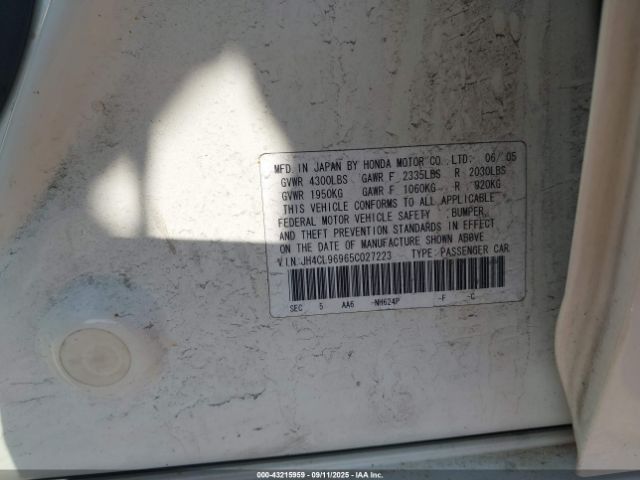 MFD. IN JAPAN BY HONDA MOTOR CO.,LTD: 06/05
GVWR 4300LBS GAWR F 2335LBS R 2030LBS
GVWR 1950KG GAWR F 1060KG R 920KG
THIS VEHICLE CONFORMS TO ALL APPLICABLE
FEDERAL MOTOR VEHICLE SAFETY, BUMPER,
AND THEFT PREVENTION STANDARDS IN EFFECT
ON THE DATE OF MANUFACTURE SHOWN ABOVE
V.I.N. JH4CL96965C027223 TYPE: PASSENGER CAR
SEC 5 AA6 -NH624P -F -C
000-43215959 - 09/11/2025 - IAAI.COM